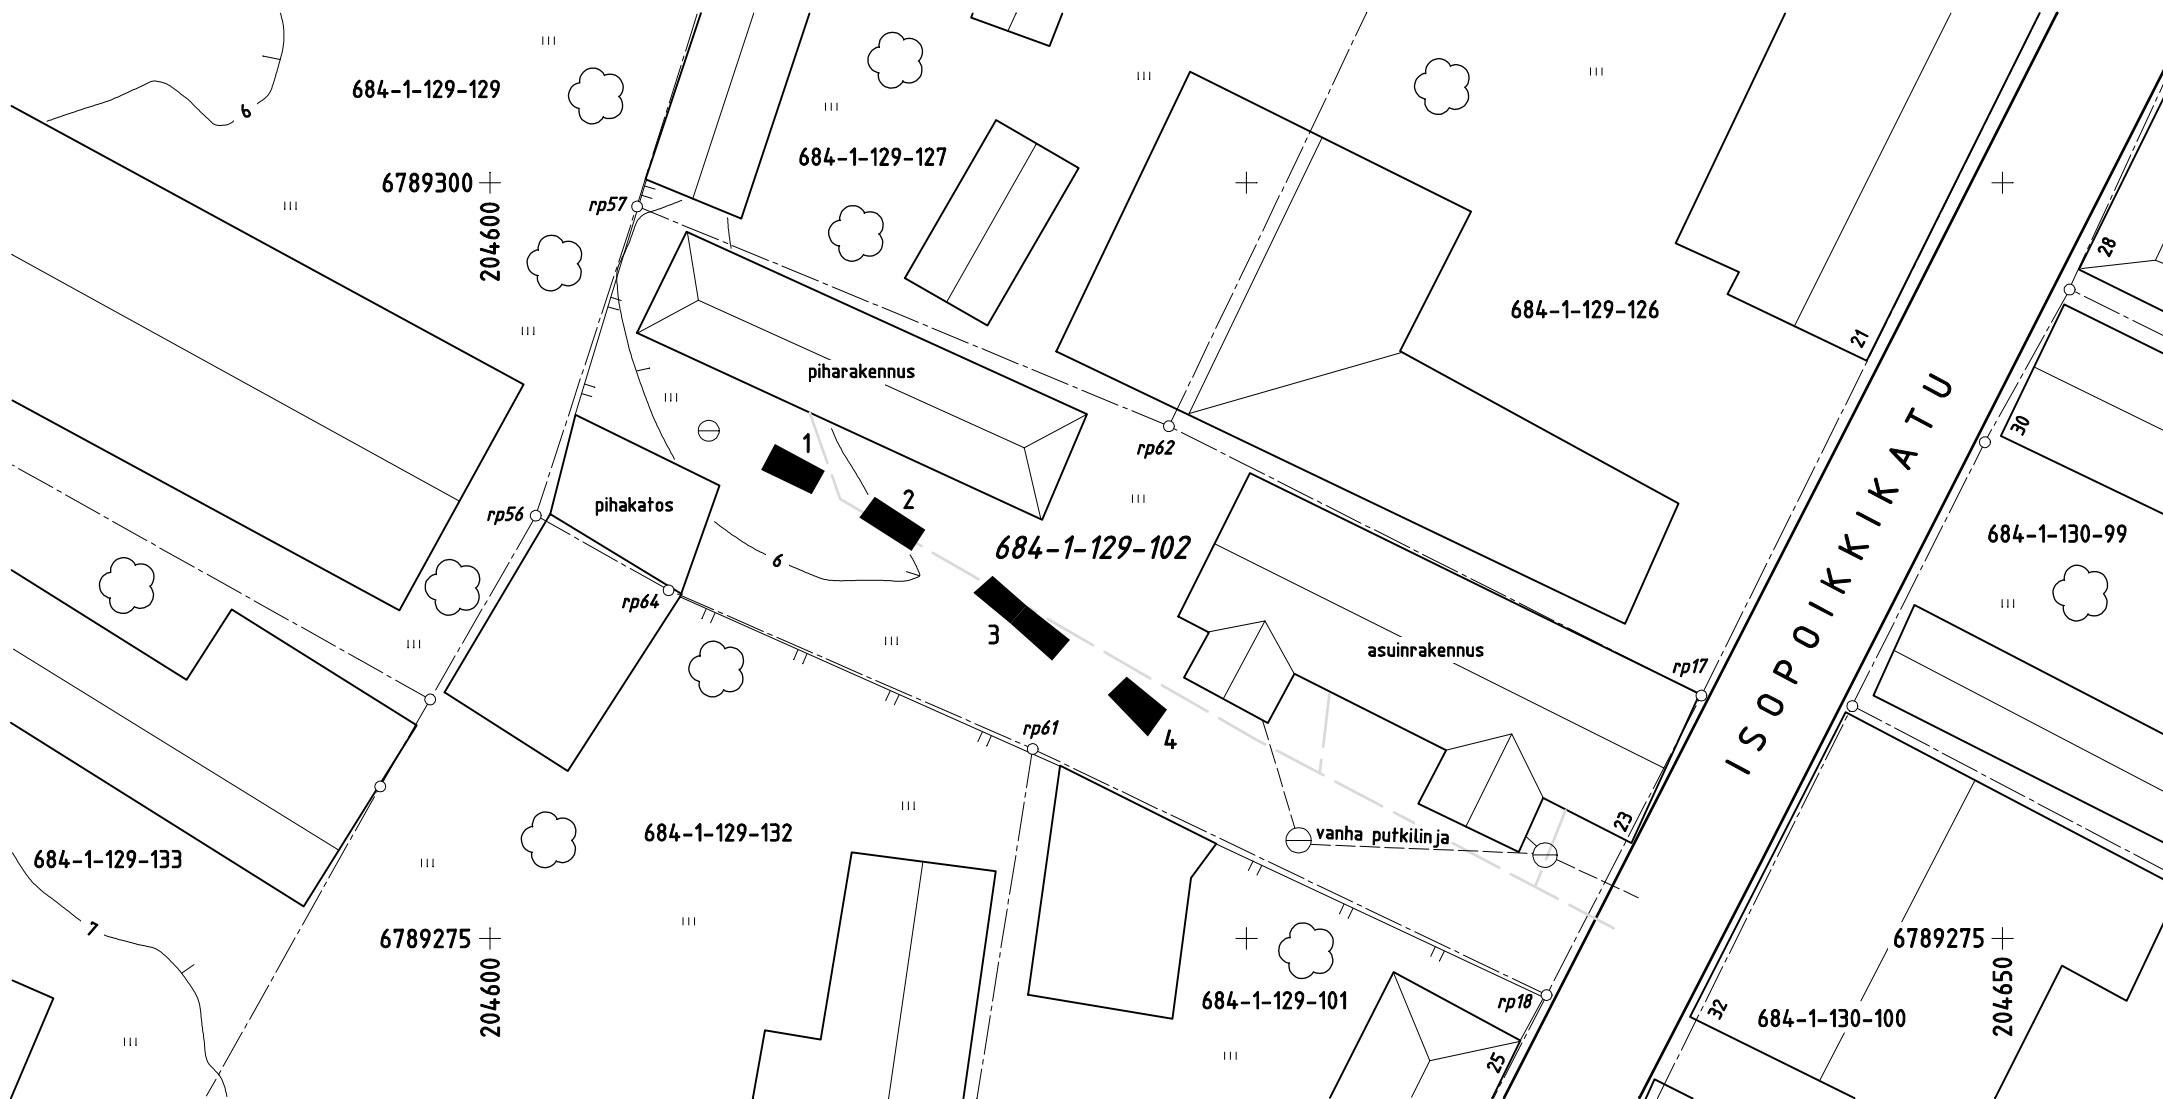 684-1-129-129
6
684-1-129-127
6789300
204600
rp57
28
684-1-129-126
21
piharakennus
ISOPOIKKIKATU
30
rp62
1
2
pihakatos
rp56
684-1-129-102
684-1-130-99
6
rp64
3
asuinrakennus
rp17
rp61
4
23
vanha putkilinja
684-1-129-132
684-1-129-133
7
6789275
204600
6789275
204650
684-1-129-101
rp18
32
684-1-130-100
25